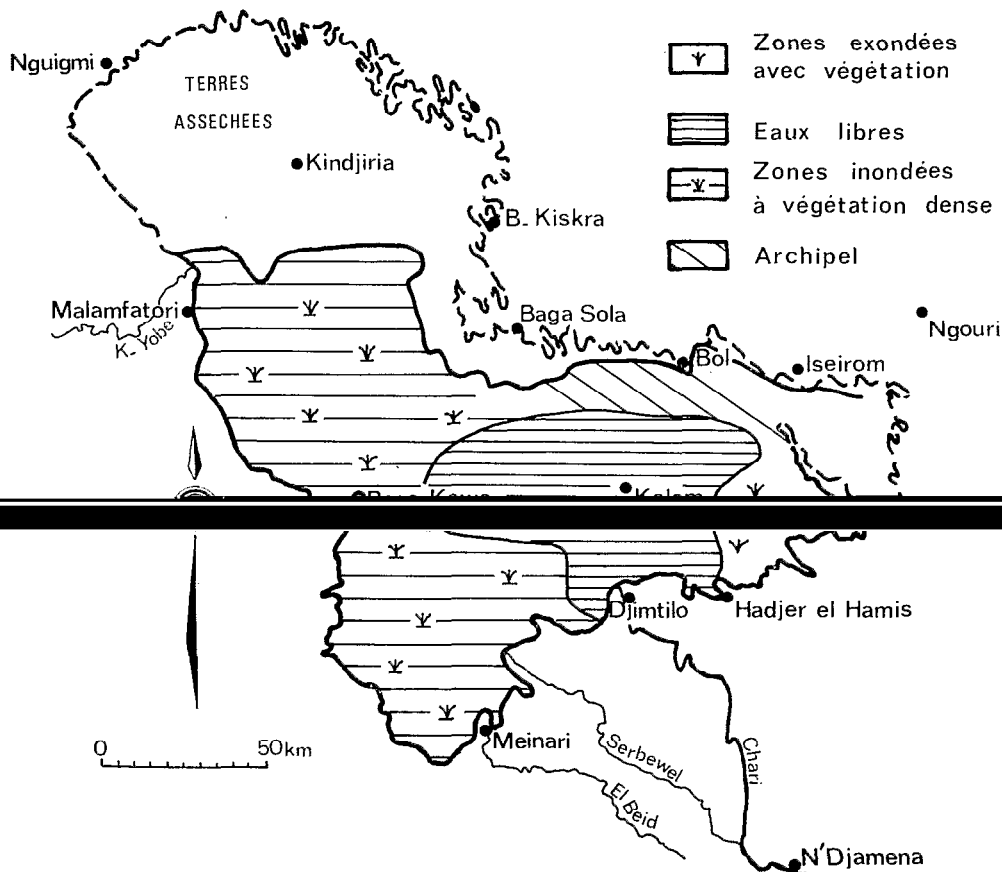 Nguigmi
TERRES
ASSECHEES
Kindjiria
B. Kiskra
Zones exondées
avec végétation
Eaux libres
Zones inondées
à végétation dense
Archipel
Malamfatori
K. Yobe
Baga Sola
Bol
Iseirom
Ngouri
Djimtilo
Hadjer el Hamis
Meinari
Serbewel
El Beid
Chari
N'Djamena
0 50km